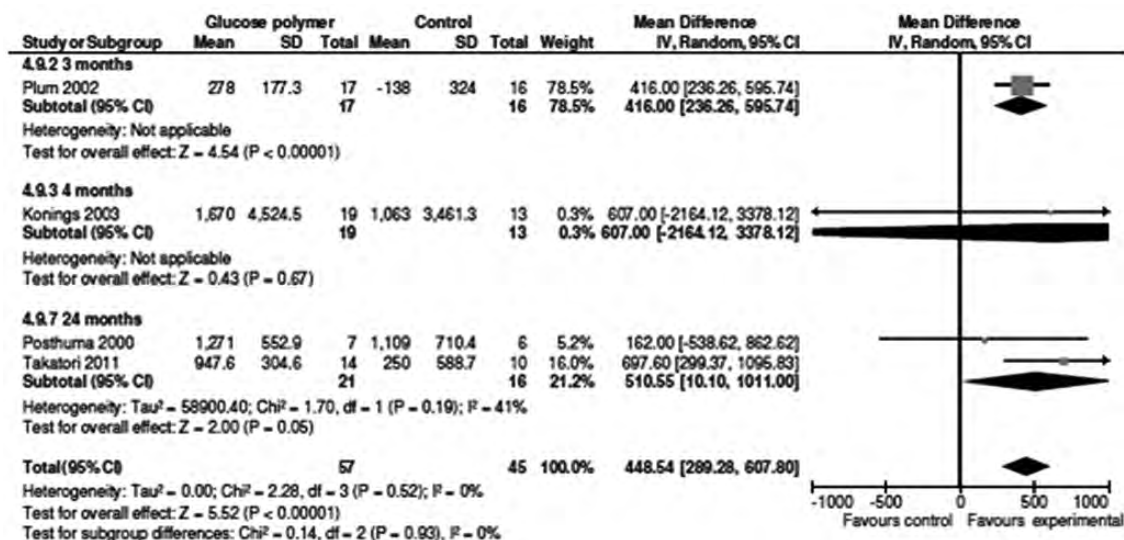 Glucose polymer Control Mean Difference Mean Difference
Study or Subgroup Mean SD Total Mean SD Total Weight IV, Random, 95% CI IV, Random, 95% CI
4.9.2 3 months
Plum 2002 278 177.3 17 -138 324 16 78.5% 416.00 [236.26, 595.74]
Subtotal (95% CI) 17 16 78.5% 416.00 [236.26, 595.74]
Heterogeneity: Not applicable
Test for overall effect: Z = 4.54 (P < 0.00001)
4.9.3 4 months
Konings 2003 1,670 4,524.5 19 1,063 3,461.3 13 0.3% 607.00 [-2164.12, 3378.12]
Subtotal (95% CI) 19 13 0.3% 607.00 [-2164.12, 3378.12]
Heterogeneity: Not applicable
Test for overall effect: Z = 0.43 (P = 0.67)
4.9.7 24 months
Posthuma 2000 1,271 552.9 7 1,109 710.4 6 5.2% 162.00 [-538.62, 862.62]
Takatori 2011 947.6 304.6 14 250 588.7 10 16.0% 697.60 [299.37, 1095.83]
Subtotal (95% CI) 21 16 21.2% 510.55 [10.10, 1011.00]
Heterogeneity: Tau² = 58900.40; Chi² = 1.70, df = 1 (P = 0.19); I² = 41%
Test for overall effect: Z = 2.00 (P = 0.05)
Total (95% CI) 57 45 100.0% 448.54 [289.28, 607.80]
Heterogeneity: Tau² = 0.00; Chi² = 2.28, df = 3 (P = 0.52); I² = 0%
Test for overall effect: Z = 5.52 (P < 0.00001)
Test for subgroup differences: Chi² = 0.14, df = 2 (P = 0.93), I² = 0%
-1000 -500 0 500 1000
Favours control Favours experimental